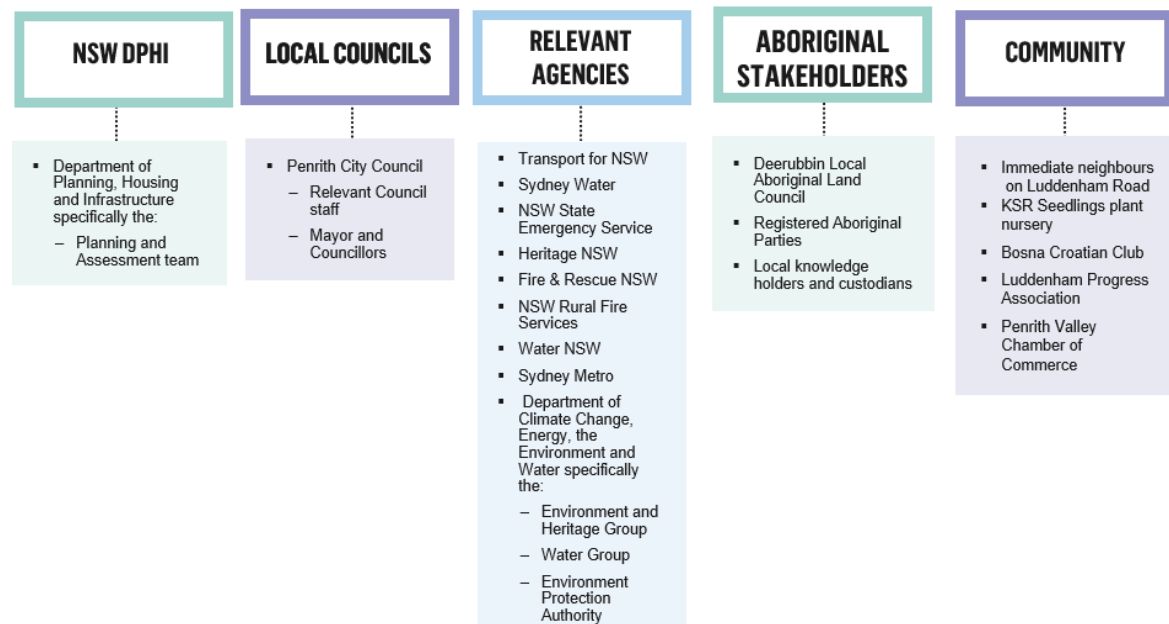 NSW DPHI
Department of
Planning, Housing
and Infrastructure
specifically the:
– Planning and
Assessment team
LOCAL COUNCILS
Penrith City Council
– Relevant Council
staff
– Mayor and
Councillors
RELEVANT
AGENCIES
Transport for NSW
Sydney Water
NSW State
Emergency Service
Heritage NSW
Fire & Rescue NSW
NSW Rural Fire
Services
Water NSW
Sydney Metro
Department of
Climate Change,
Energy, the
Environment and
Water specifically
the:
– Environment and
Heritage Group
– Water Group
– Environment
Protection
Authority
ABORIGINAL
STAKEHOLDERS
Deerubbin Local
Aboriginal Land
Council
Registered Aboriginal
Parties
Local knowledge
holders and custodians
COMMUNITY
Immediate neighbours
on Luddenham Road
KSR Seedlings plant
nursery
Bosna Croatian Club
Luddenham Progress
Association
Penrith Valley
Chamber of
Commerce